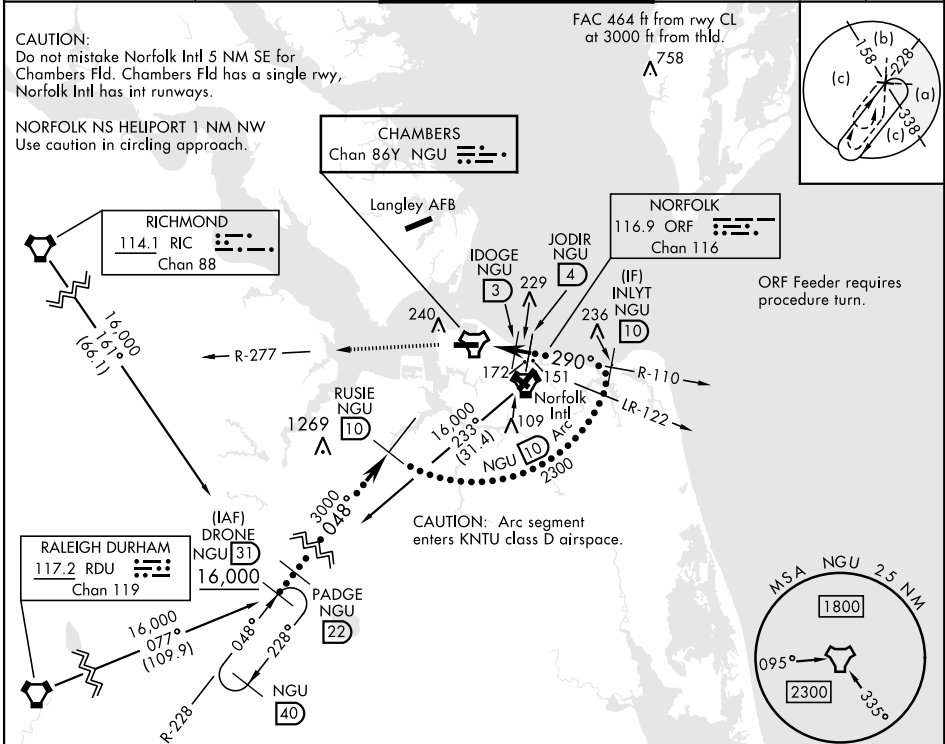 CAUTION:
Do not mistake Norfolk Intl 5 NM SE for
Chambers Fld. Chambers Fld has a single rwy,
Norfolk Intl has int runways.
NORFOLK NS HELIPORT 1 NM NW
Use caution in circling approach.
FAC 464 ft from rwy CL
at 3000 ft from thld.
758
(b)
158
228
(c)
(a)
338
(c)
CHAMBERS
Chan 86Y NGU
Langley AFB
RICHMOND
114.1 RIC
Chan 88
NORFOLK
116.9 ORF
Chan 116
IDOGE
NGU
3
JODIR
NGU
4
229
(IF)
INLYT
NGU
10
236
ORF Feeder requires
procedure turn.
16,000
161°
(66.1)
240
R-277
290°
R-110
172
151
Norfolk
Intl
LR-122
109
RUSIE
NGU
10
1269
16,000
233°
(31.4)
NGU 10 Arc
2300
3000
048°
CAUTION: Arc segment
enters KNTU class D airspace.
(IAF)
DRONE
NGU 31
16,000
RALEIGH DURHAM
117.2 RDU
Chan 119
PADGE
NGU
22
16,000
077°
(109.9)
048°
228°
NGU
40
R-228
MSA NGU 25 NM
1800
095°
2300
335°